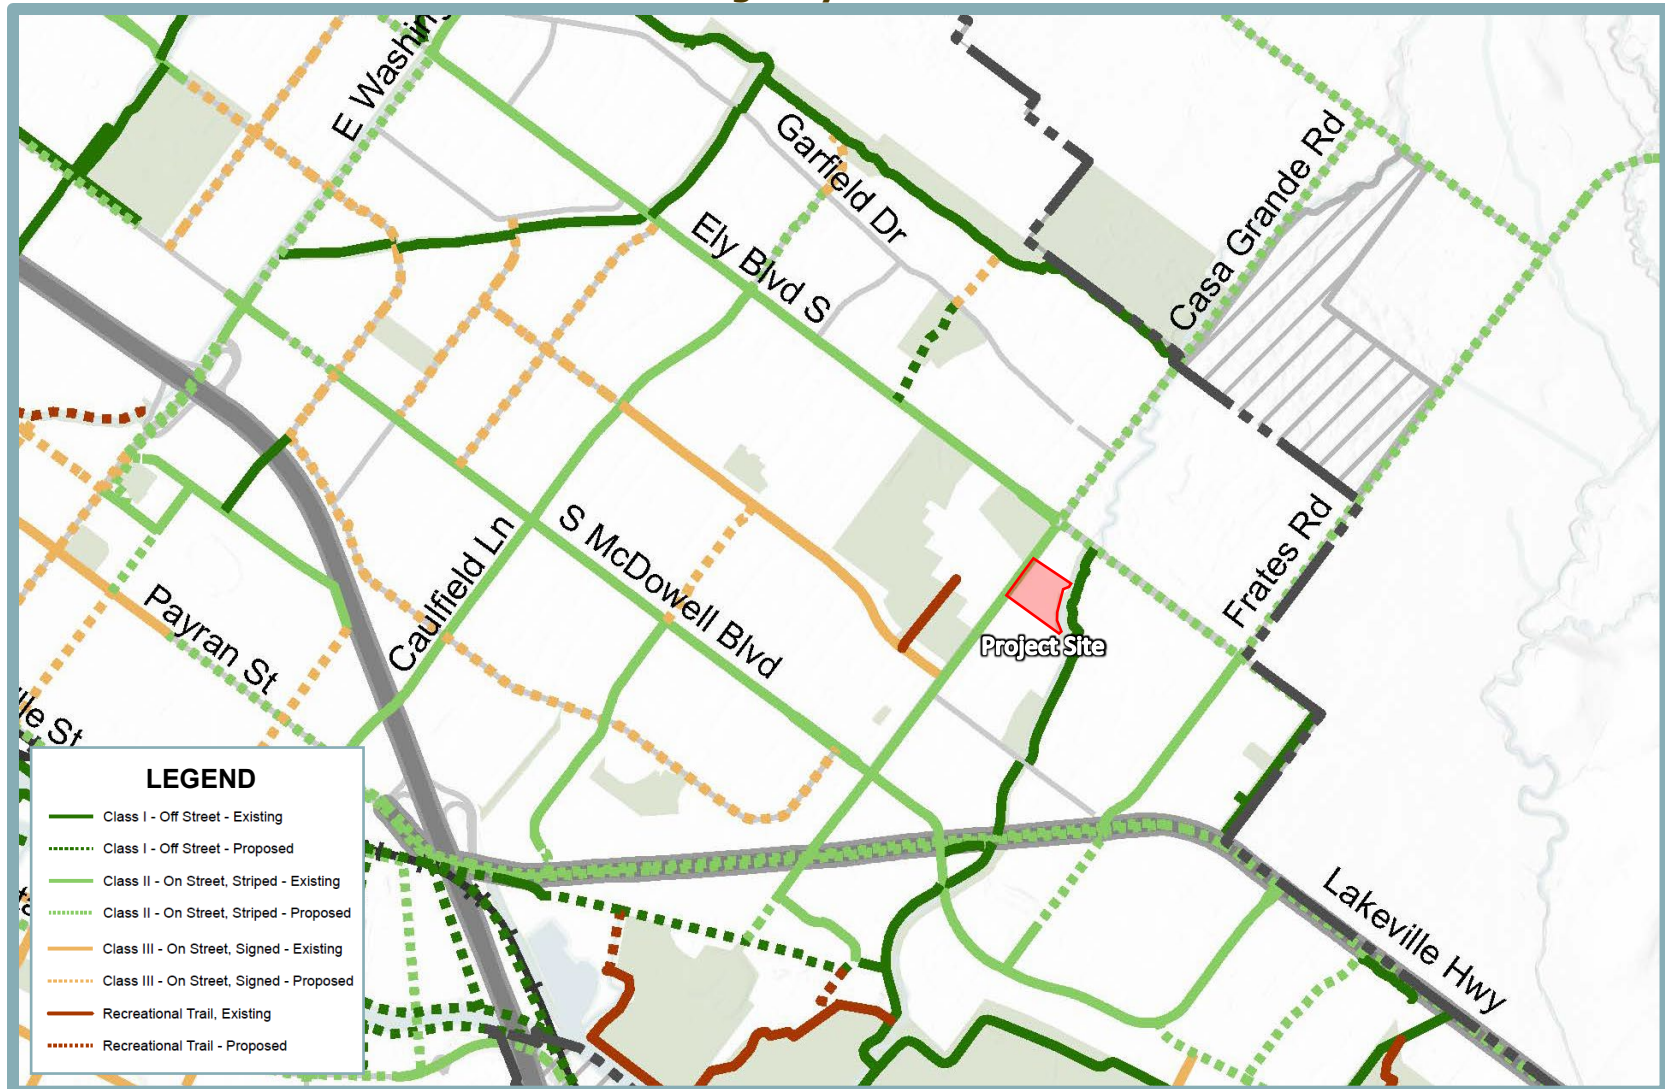 E Washing
Garfield Dr
Casa Grande Rd
Ely Blvd S
Frates Rd
S McDowell Blvd
Caulfield Ln
Payran St
Project Site
lle St
Lakeville Hwy
LEGEND
Class I - Off Street - Existing
Class I - Off Street - Proposed
Class II - On Street, Striped - Existing
Class II - On Street, Striped - Proposed
Class III - On Street, Signed - Existing
Class III - On Street, Signed - Proposed
Recreational Trail, Existing
Recreational Trail - Proposed